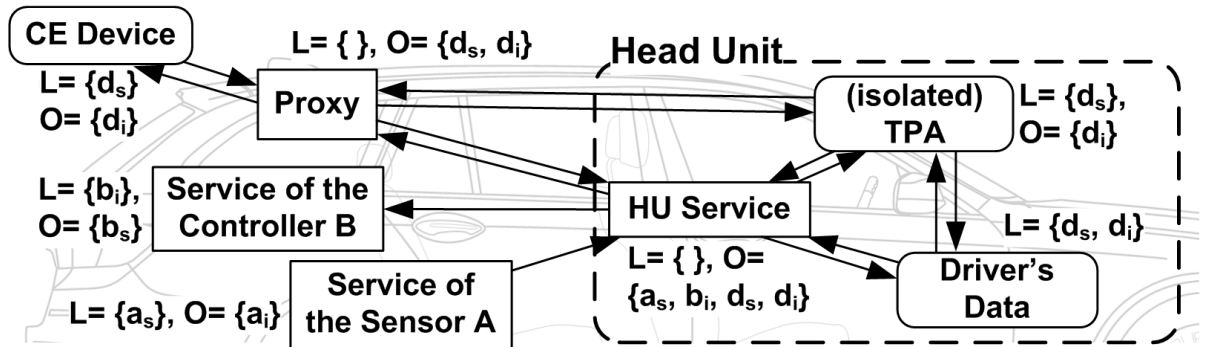 CE Device
L= { }, O= {dₛ, dᵢ}
Head Unit
L= {dₛ}
O= {dᵢ}
Proxy
(isolated)
TPA
L= {dₛ},
O= {dᵢ}
L= {bᵢ},
O= {bₛ}
Service of the
Controller B
HU Service
L= {dₛ, dᵢ}
L= { }, O=
{aₛ, bᵢ, dₛ, dᵢ}
Driver's
Data
L= {aₛ}, O= {aᵢ}
Service of
the Sensor A